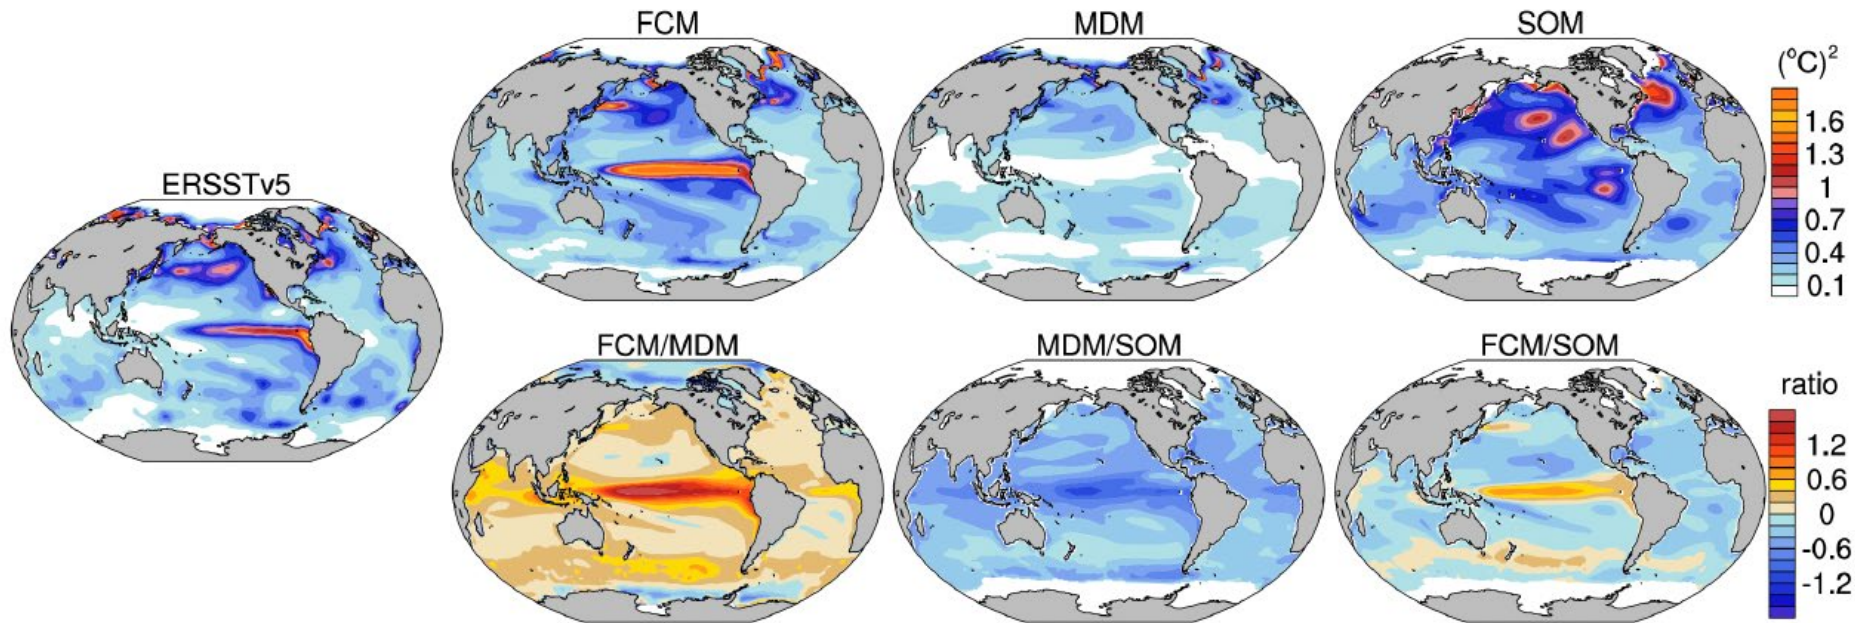 FCM
MDM
SOM
(°C)²
1.6
1.3
1
0.7
0.4
0.1
ERSSTv5
FCM/MDM
MDM/SOM
FCM/SOM
ratio
1.2
0.6
0
-0.6
-1.2